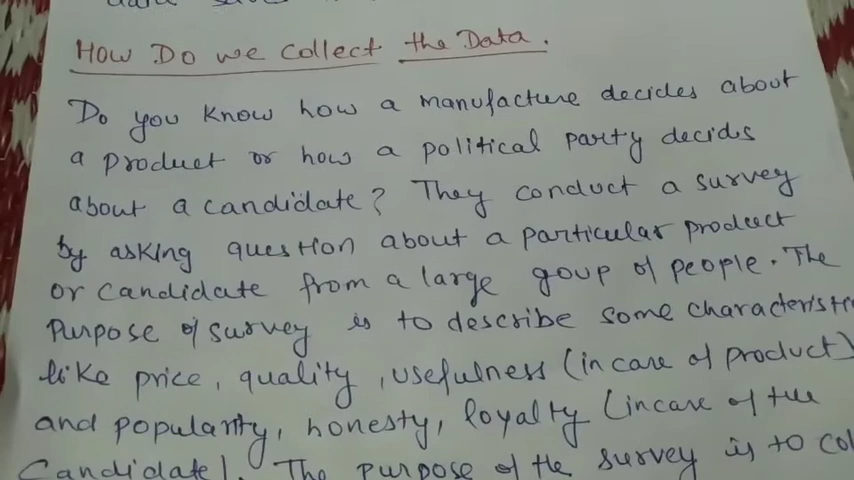 How Do we collect the Data.
Do you know how a manufacture decides about
a product or how a political party decides
about a candidate? They conduct a survey
by asking question about a particular product
or candidate from a large goup of people. The
Purpose of survey is to describe some
like price, quality, usefulness (in case of product)
and popularity, honesty, loyalty (in case of the
Candidate). The purpose of the survey is to